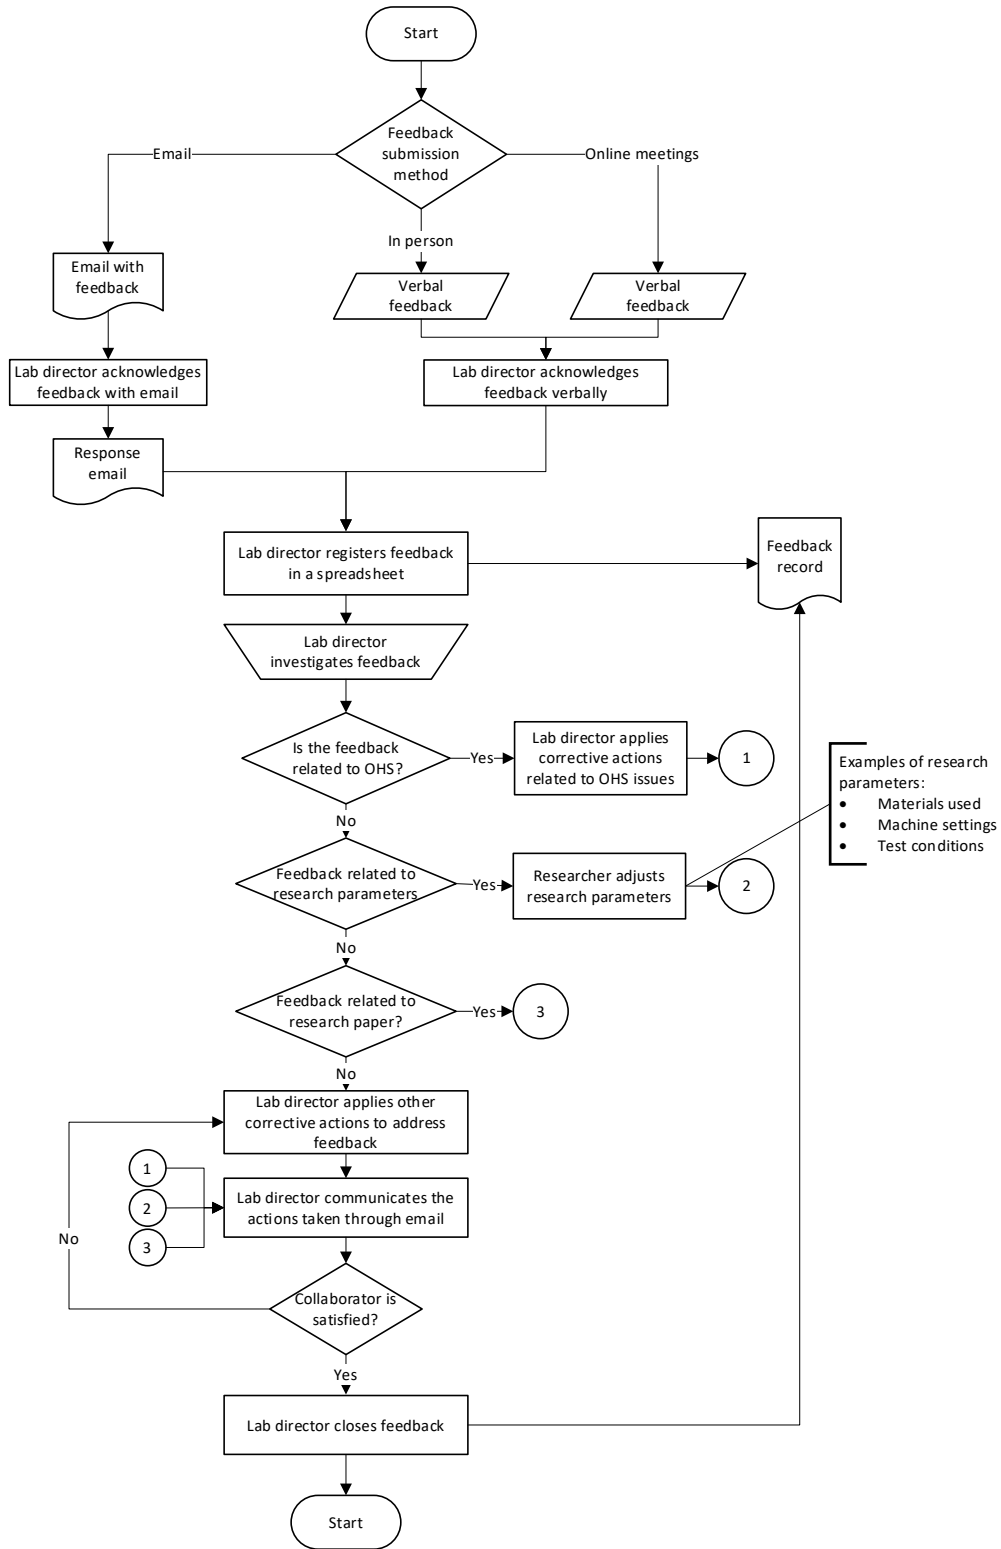 Start
Feedback
submission
method
Email
Online meetings
In person
Email with
feedback
Verbal
feedback
Verbal
feedback
Lab director acknowledges
feedback with email
Lab director acknowledges
feedback verbally
Response
email
Lab director registers feedback
in a spreadsheet
Feedback
record
Lab director
investigates feedback
Is the feedback
related to OHS?
Yes
Lab director applies
corrective actions
related to OHS issues
1
Examples of research
parameters:
• Materials used
• Machine settings
• Test conditions
No
Feedback related to
research parameters
Yes
Researcher adjusts
research parameters
2
No
Feedback related to
research paper?
Yes
3
No
Lab director applies other
corrective actions to address
feedback
1
2
3
Lab director communicates the
actions taken through email
No
Collaborator is
satisfied?
Yes
Lab director closes feedback
Start